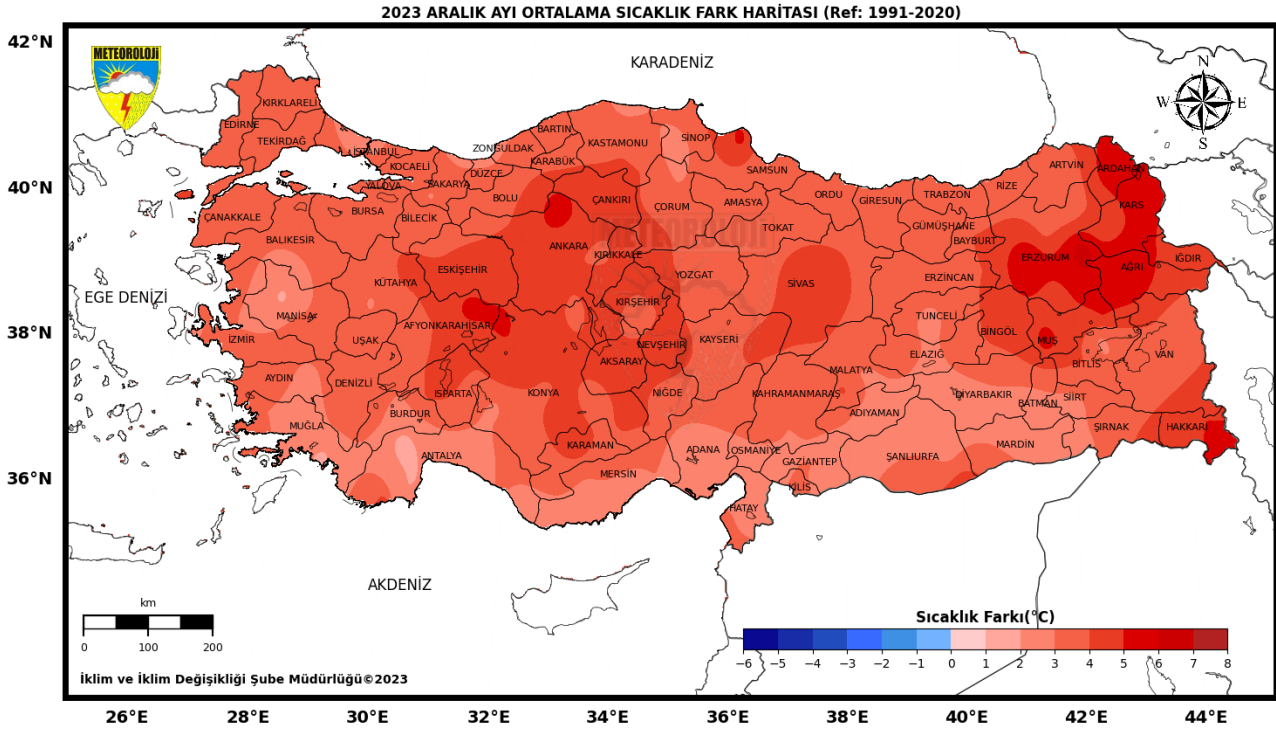 2023 ARALIK AYI ORTALAMA SICAKLIK FARK HARİTASI (Ref: 1991-2020)
42°N
METEOROLOJİ
KARADENİZ
N
W E
S
KIRKLARELİ
EDİRNE
TEKİRDAĞ
İSTANBUL
KOCAELİ
YALOVA
SAKARYA
DÜZCE
ZONGULDAK
BARTIN
KARABÜK
KASTAMONU
SİNOP
SAMSUN
ORDU
GİRESUN
TRABZON
RİZE
ARTVİN
ARDAHAN
KARS
40°N
ÇANAKKALE
BURSA
BİLECİK
BOLU
ÇANKIRI
ÇORUM
AMASYA
TOKAT
GÜMÜŞHANE
BAYBURT
BALIKESİR
ANKARA
KIRIKKALE
METEOROLOJİ
ERZURUM
AĞRI
IĞDIR
EGE DENİZİ
KÜTAHYA
ESKİŞEHİR
YOZGAT
SİVAS
ERZİNCAN
MANİSA
AFYONKARAHİSAR
KIRŞEHİR
TUNCELİ
BİNGÖL
MUŞ
38°N
İZMİR
UŞAK
NEVŞEHİR
KAYSERİ
ELAZIĞ
BİTLİS
VAN
AKSARAY
AYDIN
DENİZLİ
ISPARTA
KONYA
NİĞDE
KAHRAMANMARAŞ
MALATYA
DİYARBAKIR
BATMAN
SİİRT
BURDUR
ADIYAMAN
MUĞLA
ŞIRNAK
HAKKARİ
ANTALYA
KARAMAN
ADANA
OSMANİYE
GAZİANTEP
ŞANLIURFA
MARDİN
36°N
MERSİN
KİLİS
HATAY
AKDENİZ
km
0 100 200
Sıcaklık Farkı(°C)
−6 −5 −4 −3 −2 −1 0 1 2 3 4 5 6 7 8
İklim ve İklim Değişikliği Şube Müdürlüğü©2023
26°E 28°E 30°E 32°E 34°E 36°E 38°E 40°E 42°E 44°E